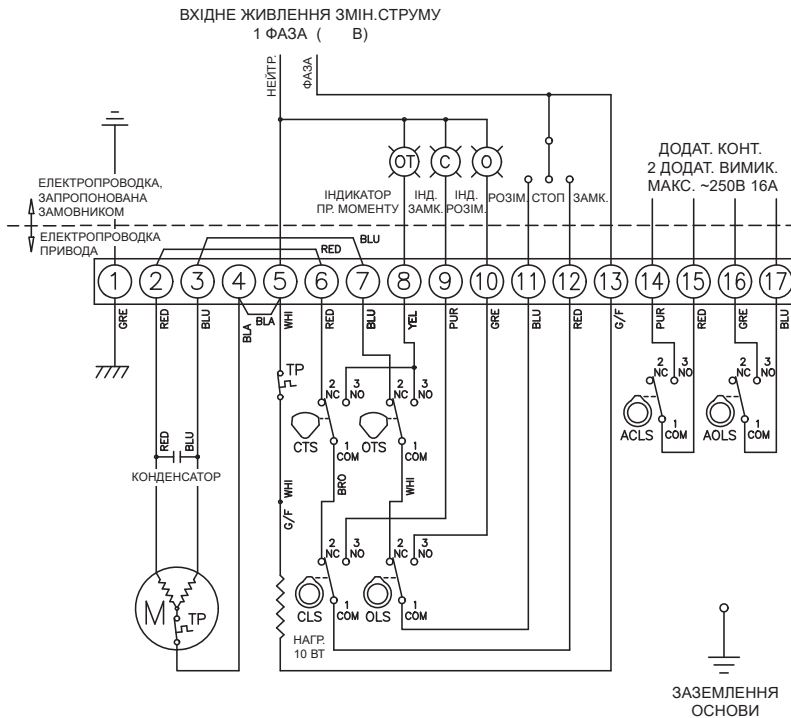 ВХІДНЕ ЖИВЛЕННЯ ЗМІН.СТРУМУ
1 ФАЗА ( В)
НЕЙТР.
ФАЗА
OT
C
O
ДОДАТ. КОНТ.
2 ДОДАТ. ВИМИК.
МАКС. ~250В 16А
ЕЛЕКТРОПРОВОДКА,
ЗАПРОПОНОВАНА
ЗАМОВНИКОМ
ІНДИКАТОР
ПР. МОМЕНТУ
ІНД.
ЗАМК.
ІНД.
РОЗІМ.
РОЗІМ.
СТОП
ЗАМК.
ЕЛЕКТРОПРОВОДКА
ПРИВОДА
BLU
RED
1 2 3 4 5 6 7 8 9 10 11 12 13 14 15 16 17
GRE RED BLU BLA BLA WHI RED BLU YEL PUR GRE BLU RED G/F PUR RED GRE BLU
TP
2 NC 3 NO
2 NC 3 NO
2 NC 3 NO
2 NC 3 NO
CTS
1 COM
OTS
1 COM
ACLS
1 COM
AOLS
1 COM
RED
BLU
КОНДЕНСАТОР
WHI
G/F
BRO
WHI
2 NC 3 NO
2 NC 3 NO
M
TP
CLS
1 COM
OLS
1 COM
НАГР.
10 ВТ
ЗАЗЕМЛЕННЯ
ОСНОВИ